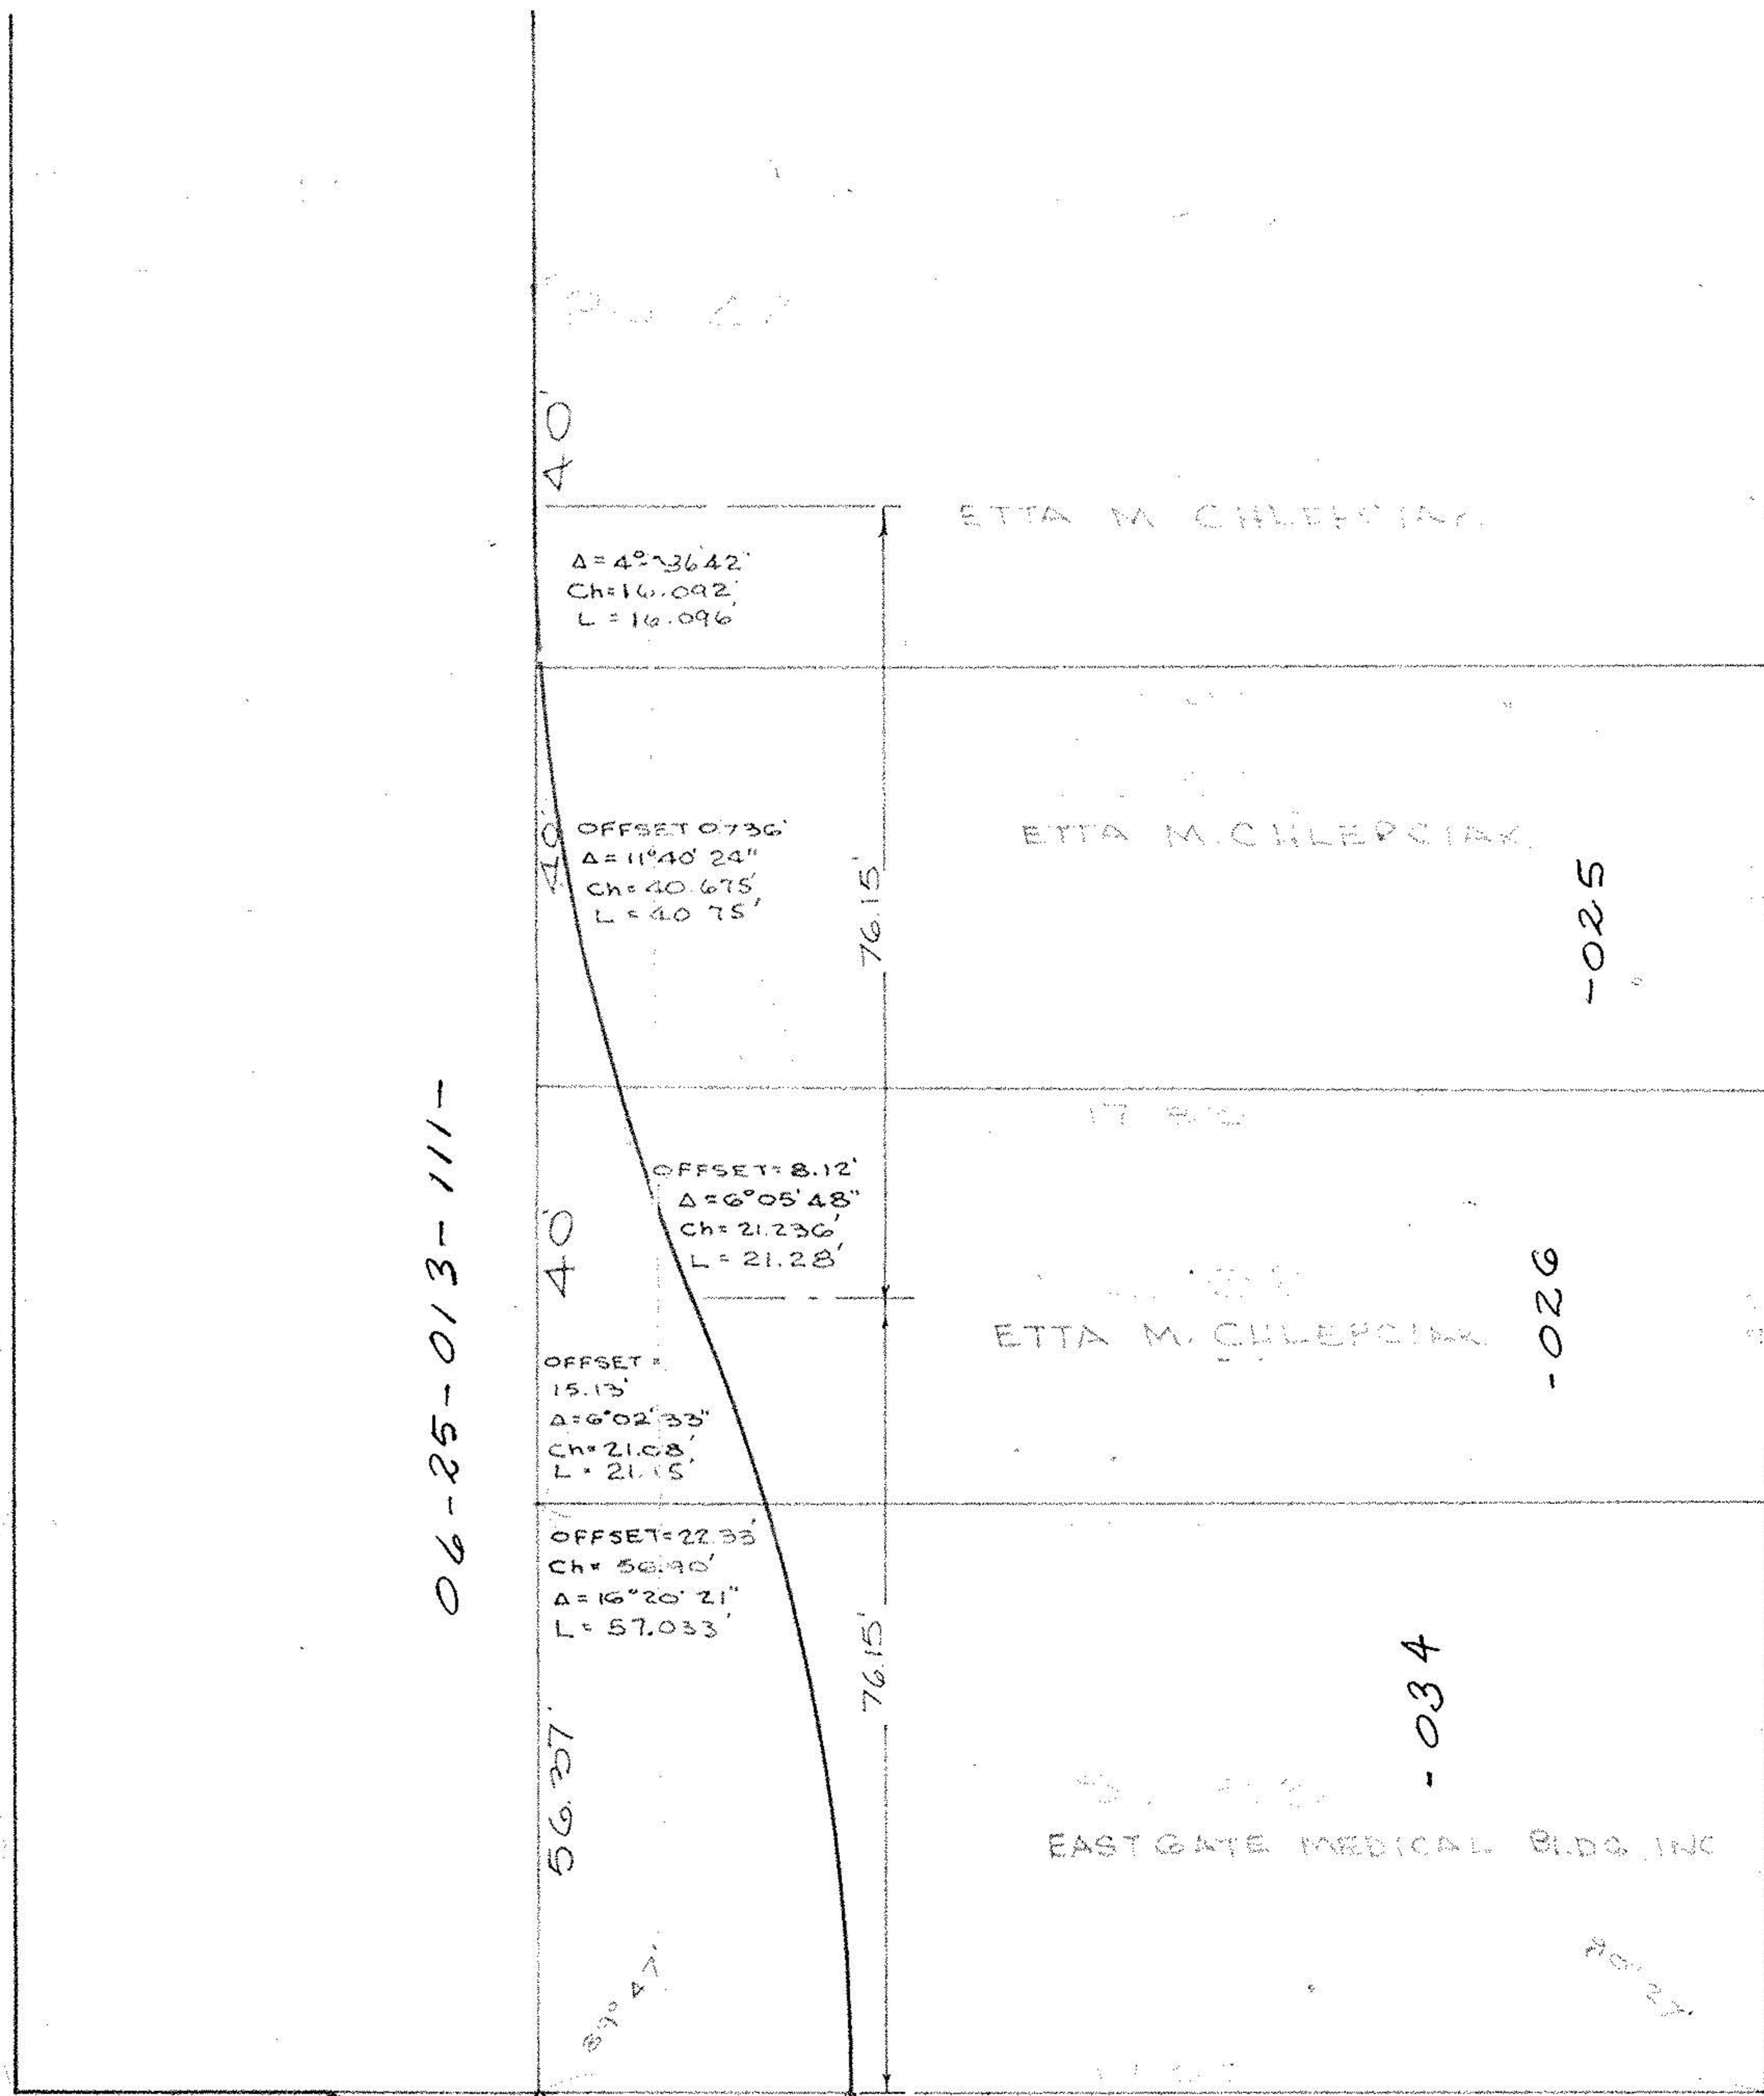 40'
ETTA M CHLEPCIAK
Δ=4°36'42"
Ch=16.092'
L=16.096'
40'
OFFSET 0.736'
Δ=11°40'24"
Ch=40.675'
L=40.75'
76.15'
ETTA M. CHLEPCIAK
-025
06-25-013-111-
40'
OFFSET=8.12'
Δ=6°05'48"
Ch=21.236'
L=21.28'
ETTA M. CHLEPCIAK
-026
OFFSET=
15.13'
Δ=6°02'33"
Ch=21.08'
L=21.15'
OFFSET=22.33'
Ch=56.90'
Δ=16°20'21"
L=57.033'
56.37'
76.15'
-034
EASTGATE MEDICAL BLDG. INC
89° 47'